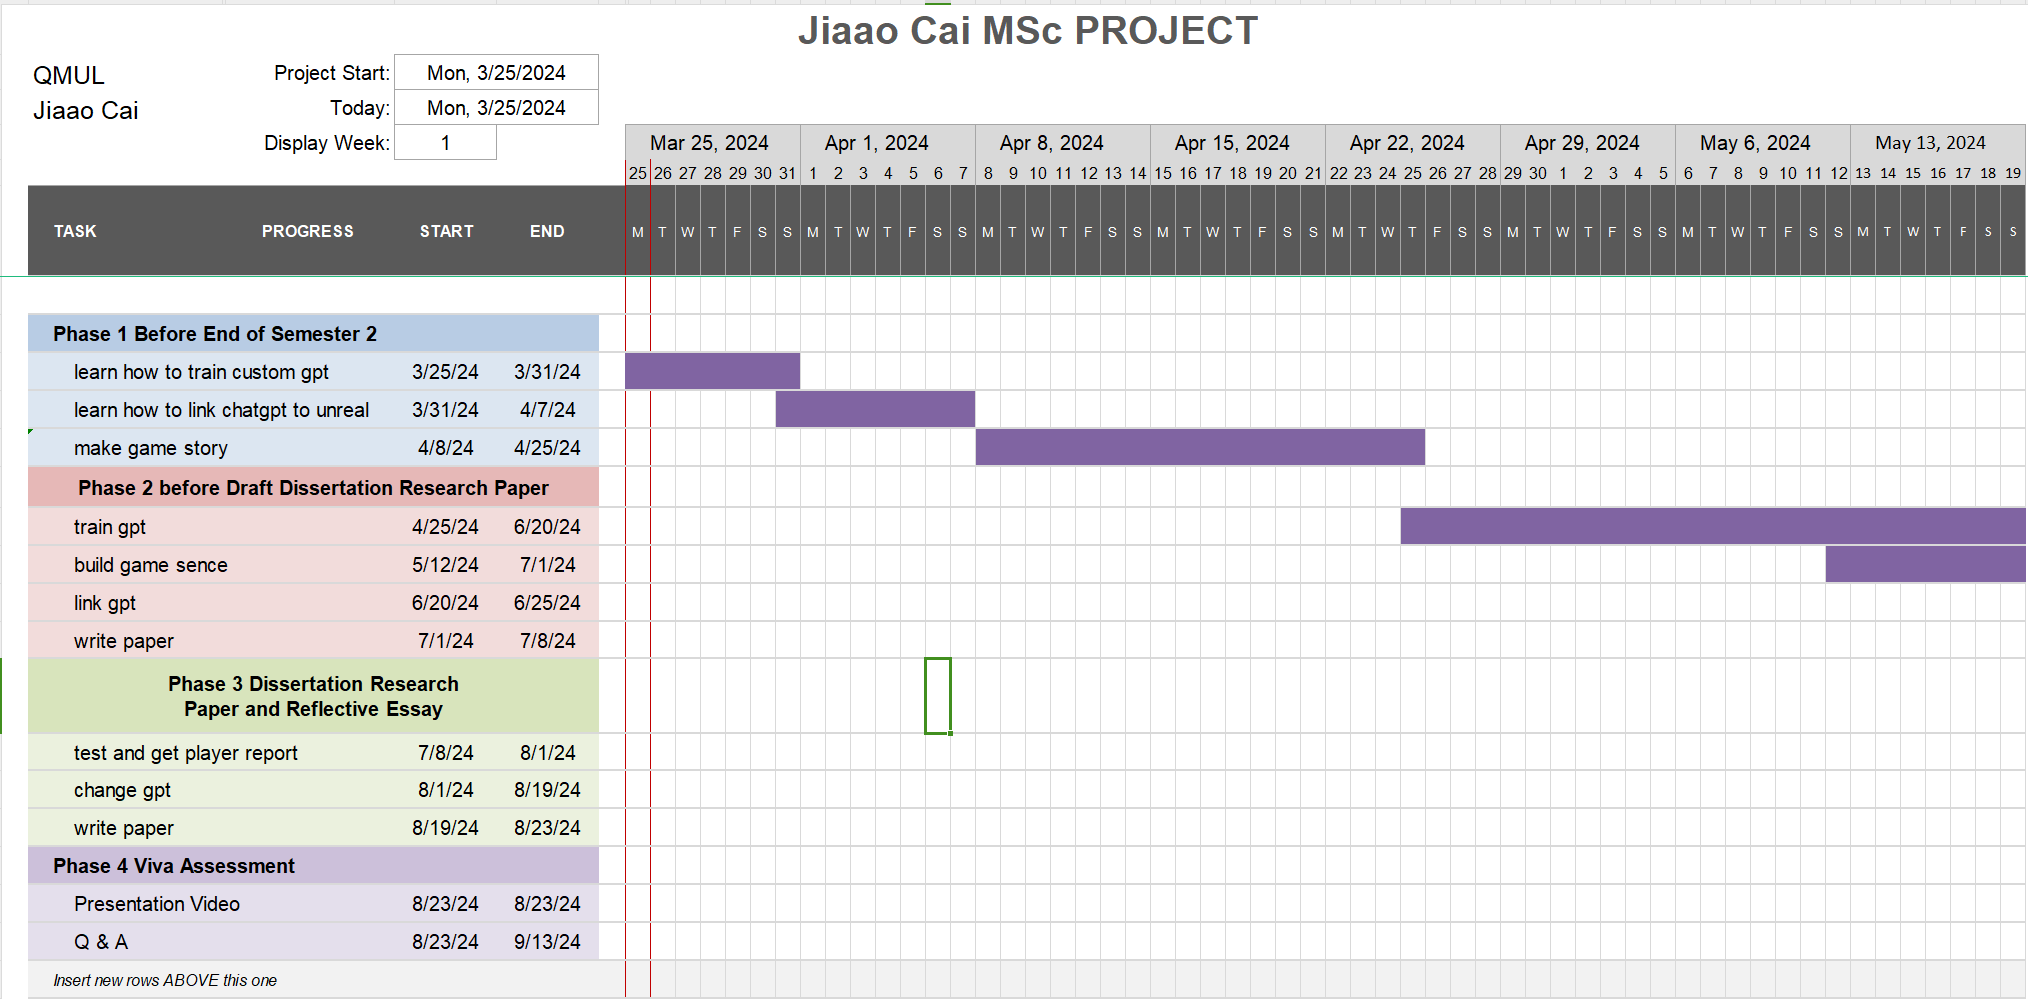 Jiaao Cai MSc PROJECT
QMUL Project Start: Mon, 3/25/2024
Jiaao Cai Today: Mon, 3/25/2024
Display Week: 1
Mar 25, 2024 Apr 1, 2024 Apr 8, 2024 Apr 15, 2024 Apr 22, 2024 Apr 29, 2024 May 6, 2024 May 13, 2024
25 26 27 28 29 30 31 1 2 3 4 5 6 7 8 9 10 11 12 13 14 15 16 17 18 19 20 21 22 23 24 25 26 27 28 29 30 1 2 3 4 5 6 7 8 9 10 11 12 13 14 15 16 17 18 19
TASK PROGRESS START END M T W T F S S M T W T F S S M T W T F S S M T W T F S S M T W T F S S M T W T F S S M T W T F S S M T W T F S S
Phase 1 Before End of Semester 2
learn how to train custom gpt 3/25/24 3/31/24
learn how to link chatgpt to unreal 3/31/24 4/7/24
make game story 4/8/24 4/25/24
Phase 2 before Draft Dissertation Research Paper
train gpt 4/25/24 6/20/24
build game sence 5/12/24 7/1/24
link gpt 6/20/24 6/25/24
write paper 7/1/24 7/8/24
Phase 3 Dissertation Research
Paper and Reflective Essay
test and get player report 7/8/24 8/1/24
change gpt 8/1/24 8/19/24
write paper 8/19/24 8/23/24
Phase 4 Viva Assessment
Presentation Video 8/23/24 8/23/24
Q & A 8/23/24 9/13/24
Insert new rows ABOVE this one